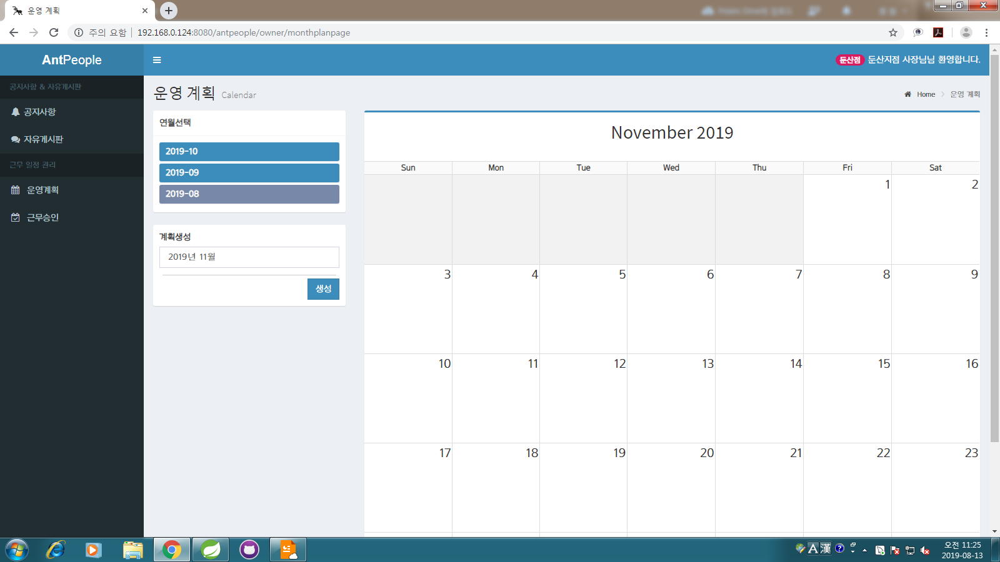 운영 계획
주의 요함
192.168.0.124:8080/antpeople/owner/monthplanpage
AntPeople
둔산점 둔산지점 사장님님 환영합니다.
공지사항 & 자유게시판
공지사항
자유게시판
근무 일정 관리
운영계획
근무승인
운영 계획 Calendar
Home > 운영 계획
연월선택
2019-10
2019-09
2019-08
계획생성
2019년 11월
생성
November 2019
Sun Mon Tue Wed Thu Fri Sat
1 2
3 4 5 6 7 8 9
10 11 12 13 14 15 16
17 18 19 20 21 22 23
A 漢
오전 11:25
2019-08-13